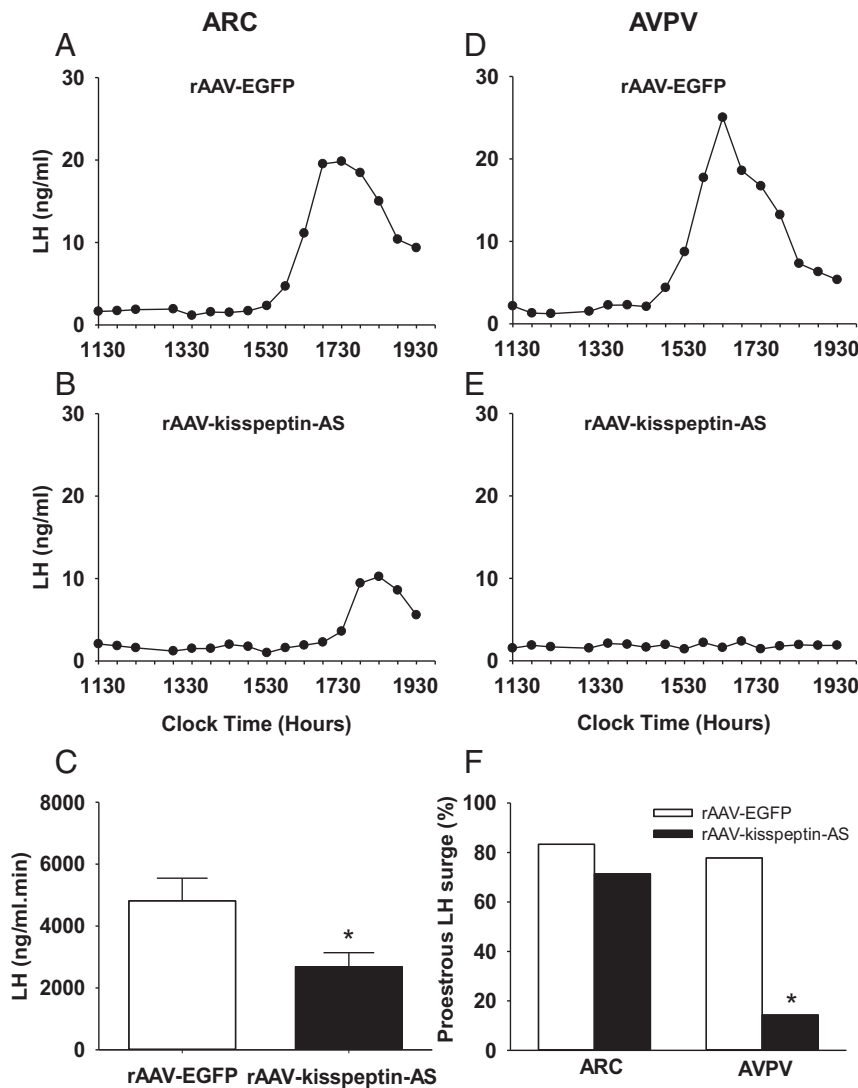 ARC
AVPV
A
D
rAAV-EGFP
rAAV-EGFP
30
20
10
0
LH (ng/ml)
1130 1330 1530 1730 1930
30
20
10
0
1130 1330 1530 1730 1930
B
E
rAAV-kisspeptin-AS
rAAV-kisspeptin-AS
30
20
10
0
LH (ng/ml)
1130 1330 1530 1730 1930
Clock Time (Hours)
30
20
10
0
1130 1330 1530 1730 1930
Clock Time (Hours)
C
8000
6000
4000
2000
0
LH (ng/ml.min)
*
rAAV-EGFP rAAV-kisspeptin-AS
F
100
80
60
40
20
0
Proestrous LH surge (%)
rAAV-EGFP
rAAV-kisspeptin-AS
*
ARC AVPV